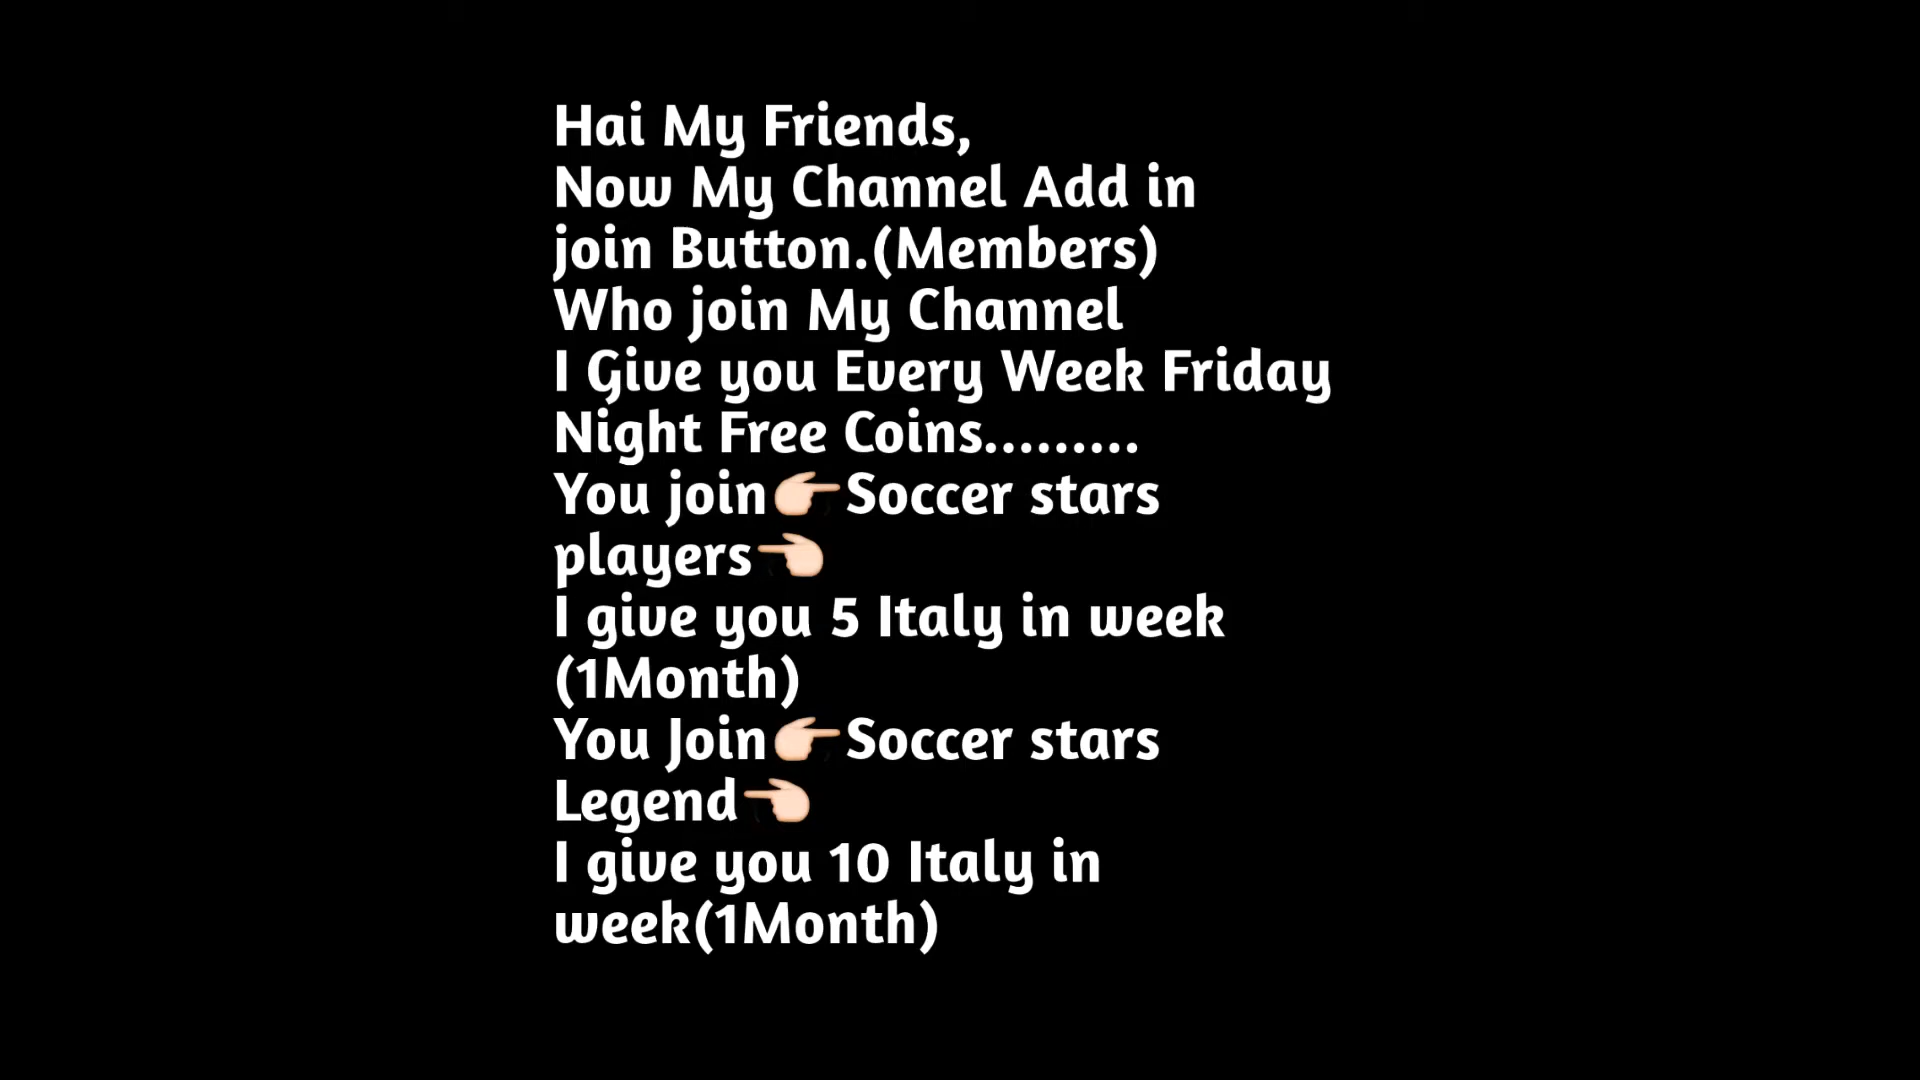 Hai My Friends,
Now My Channel Add in
join Button.(Members)
Who join My Channel
I Give you Every Week Friday
Night Free Coins.........
You join👉🏻Soccer stars
players👈🏻
I give you 5 Italy in week
(1Month)
You Join👉🏻Soccer stars
Legend👈🏻
I give you 10 Italy in
week(1Month)